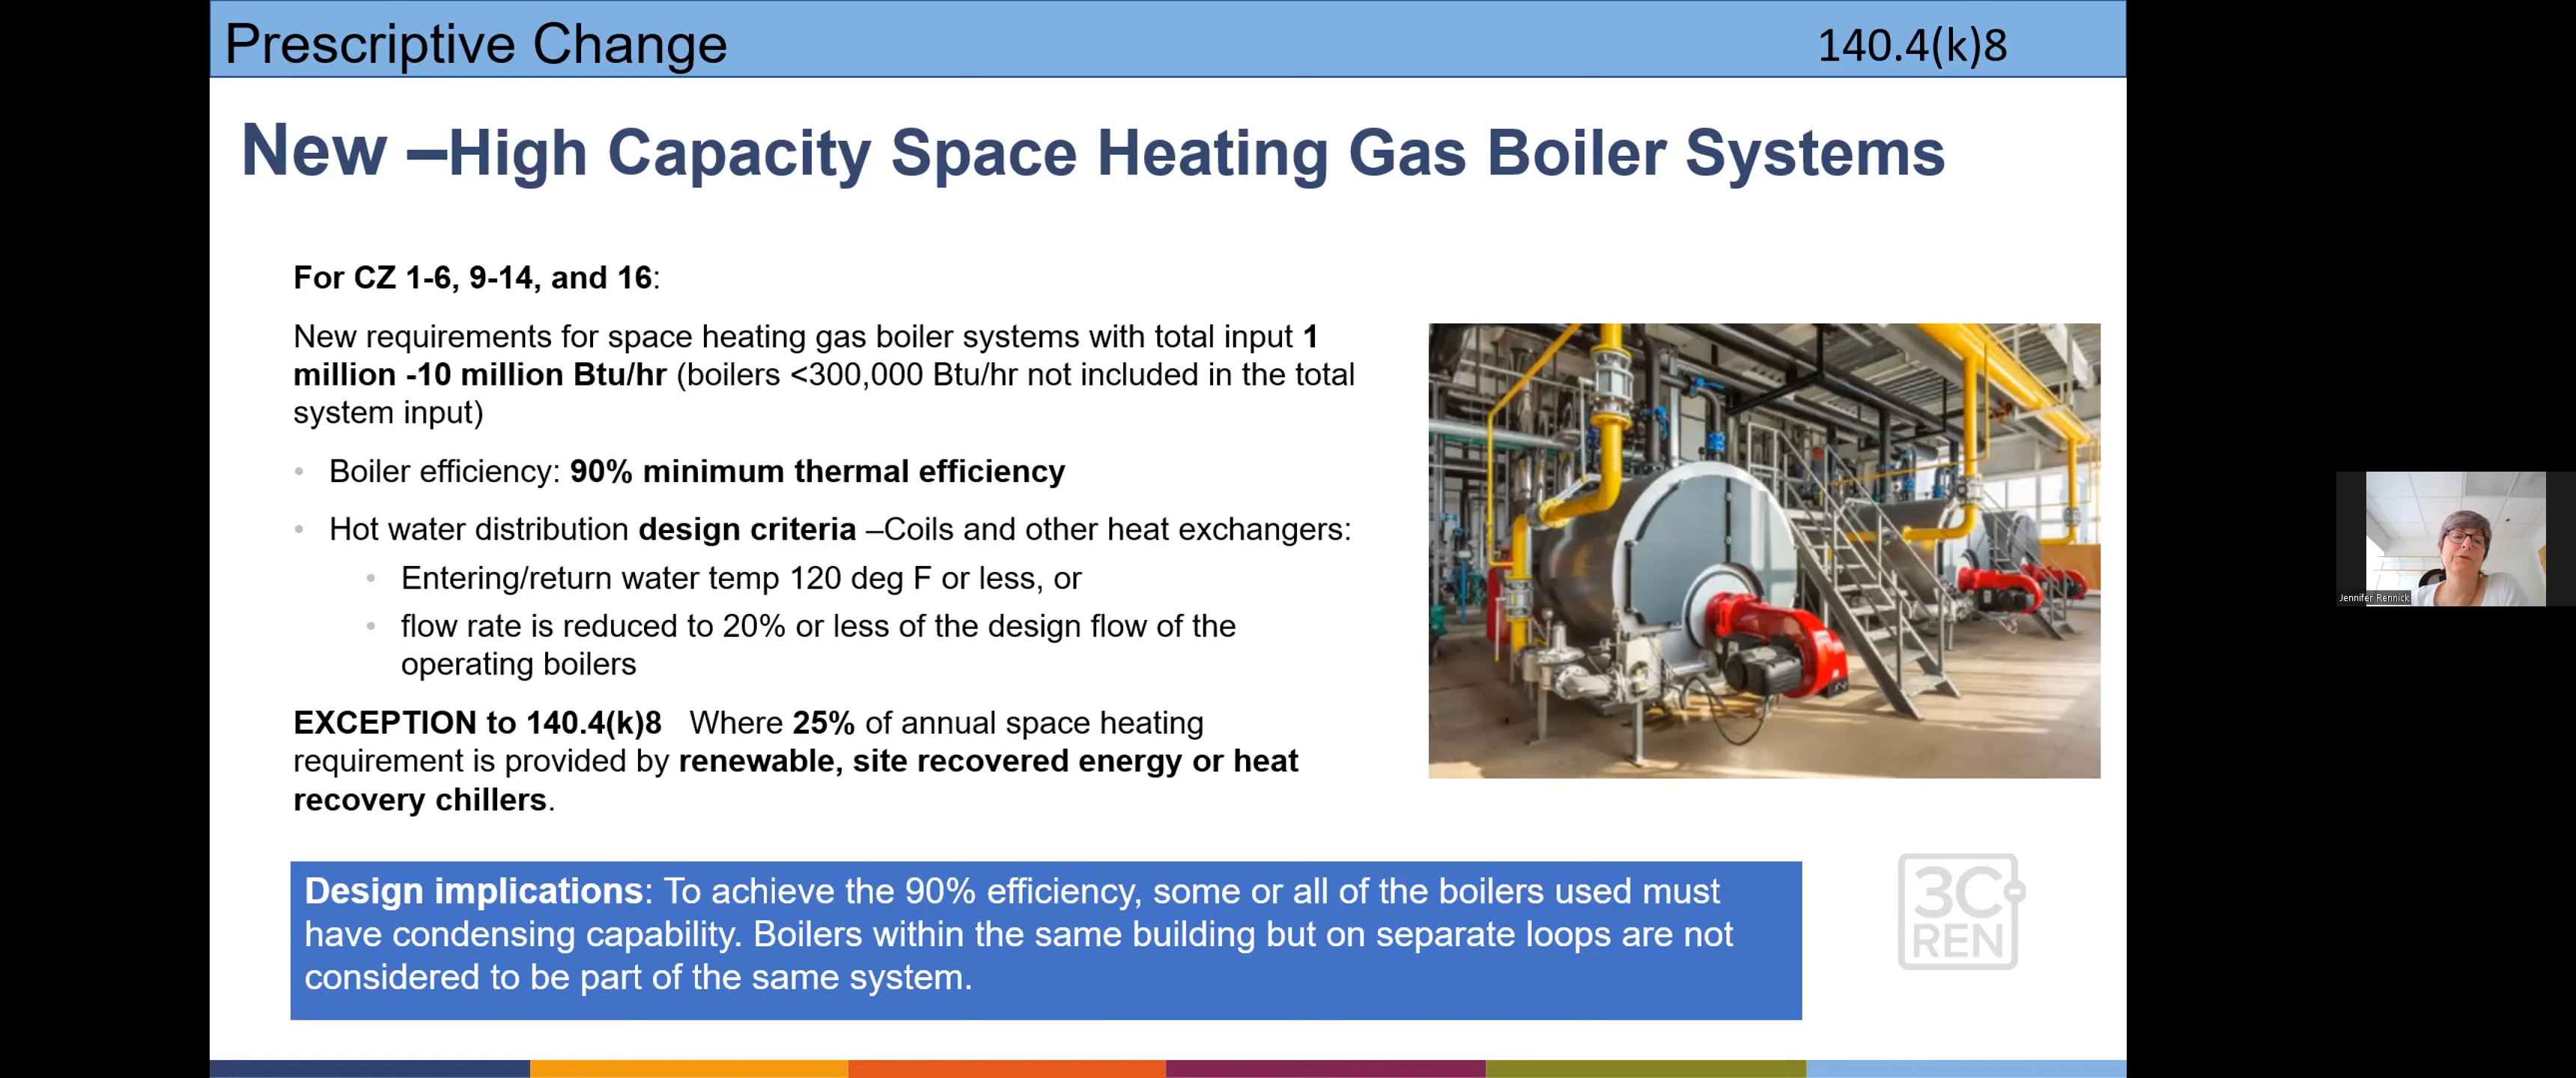 Prescriptive Change
140.4(k)8
New –High Capacity Space Heating Gas Boiler Systems
For CZ 1-6, 9-14, and 16:
New requirements for space heating gas boiler systems with total input 1
million -10 million Btu/hr (boilers <300,000 Btu/hr not included in the total
system input)
• Boiler efficiency: 90% minimum thermal efficiency
• Hot water distribution design criteria –Coils and other heat exchangers:
• Entering/return water temp 120 deg F or less, or
• flow rate is reduced to 20% or less of the design flow of the
operating boilers
EXCEPTION to 140.4(k)8 Where 25% of annual space heating
requirement is provided by renewable, site recovered energy or heat
recovery chillers.
Design implications: To achieve the 90% efficiency, some or all of the boilers used must
have condensing capability. Boilers within the same building but on separate loops are not
considered to be part of the same system.
3C
REN
Jennifer Rennick